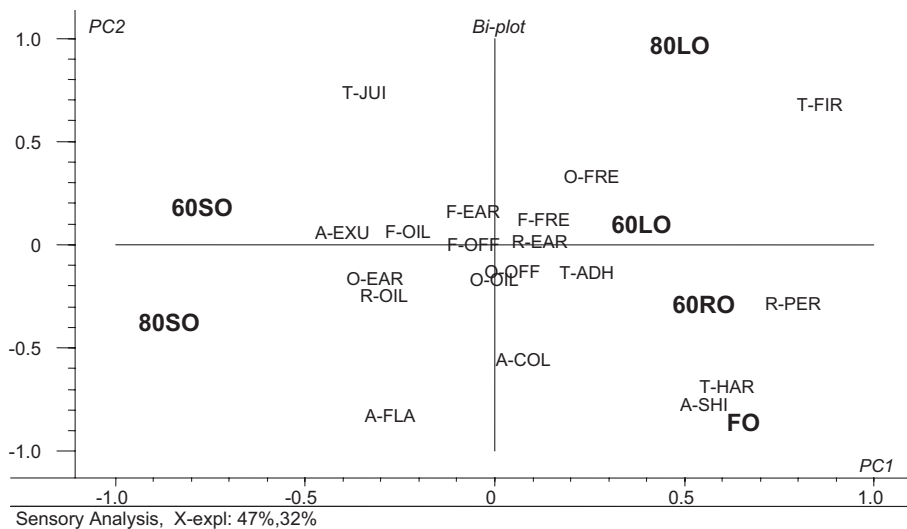 PC2 Bi-plot
1.0 80LO
T-JUI
T-FIR
0.5
O-FRE
60SO F-EAR
F-FRE 60LO
A-EXU F-OIL
0 F-OFF R-EAR
O-EAR O-OIL O-OFF T-ADH
R-OIL 60RO R-PER
80SO
-0.5
A-COL
T-HAR
A-FLA A-SHI
FO
-1.0
PC1
-1.0 -0.5 0 0.5 1.0
Sensory Analysis, X-expl: 47%,32%